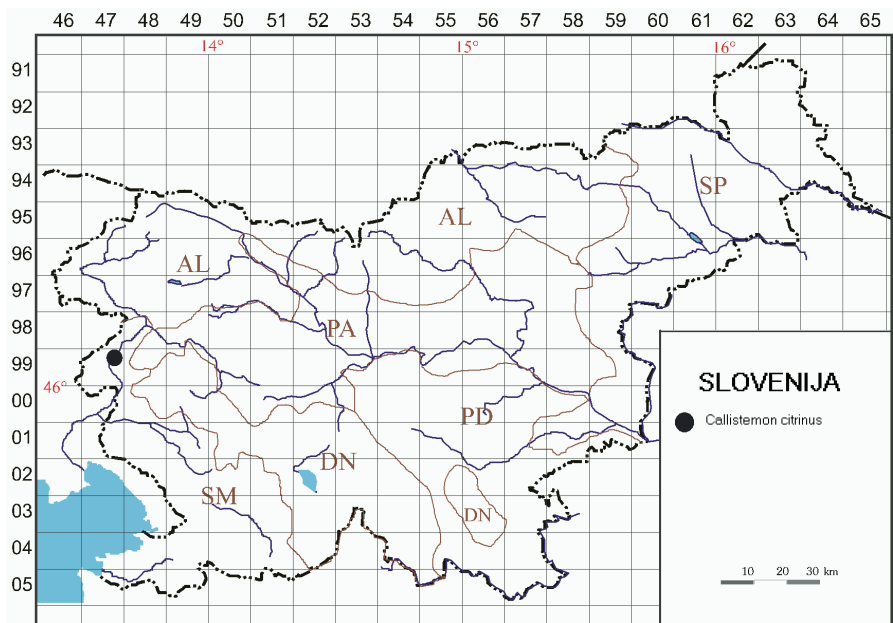 46 47 48 49 50 51 52 53 54 55 56 57 58 59 60 61 62 63 64 65
14° 15° 16°
91
92
93
94
SP
95
AL
96
AL
97
98
PA
99
46°
SLOVENIJA
00
Callistemon citrinus
PD
01
DN
02
SM
03
DN
04
05
10 20 30 km